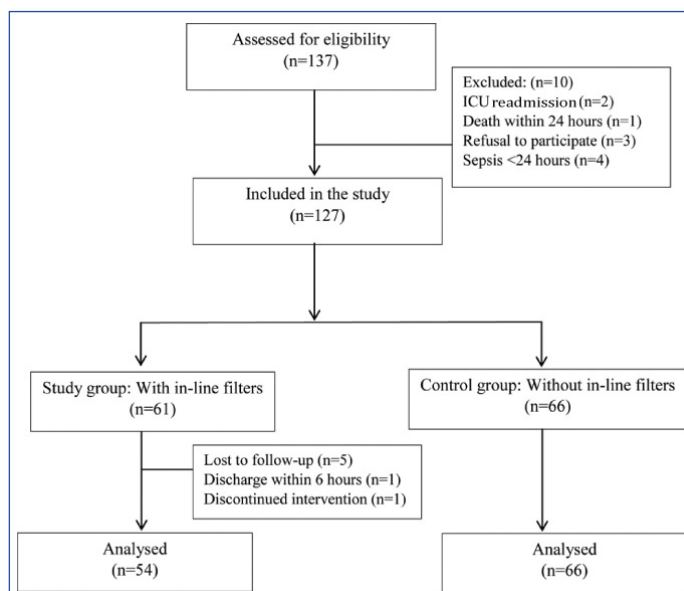 Assessed for eligibility
(n=137)
Excluded: (n=10)
ICU readmission (n=2)
Death within 24 hours (n=1)
Refusal to participate (n=3)
Sepsis <24 hours (n=4)
Included in the study
(n=127)
Study group: With in-line filters
(n=61)
Control group: Without in-line filters
(n=66)
Lost to follow-up (n=5)
Discharge within 6 hours (n=1)
Discontinued intervention (n=1)
Analysed
(n=54)
Analysed
(n=66)